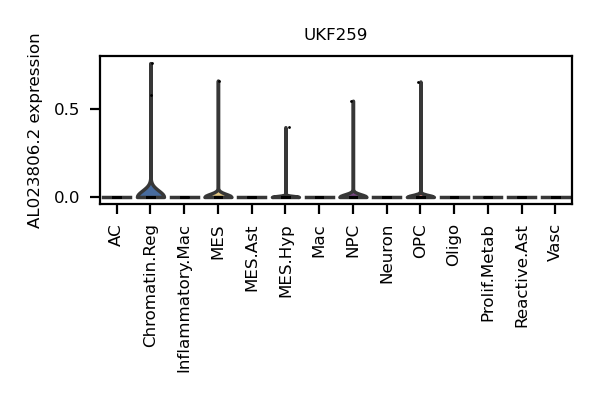 UKF259
AL023806.2 expression
0.5
0.0
AC
Chromatin.Reg
Inflammatory.Mac
MES
MES.Ast
MES.Hyp
Mac
NPC
Neuron
OPC
Oligo
Prolif.Metab
Reactive.Ast
Vasc